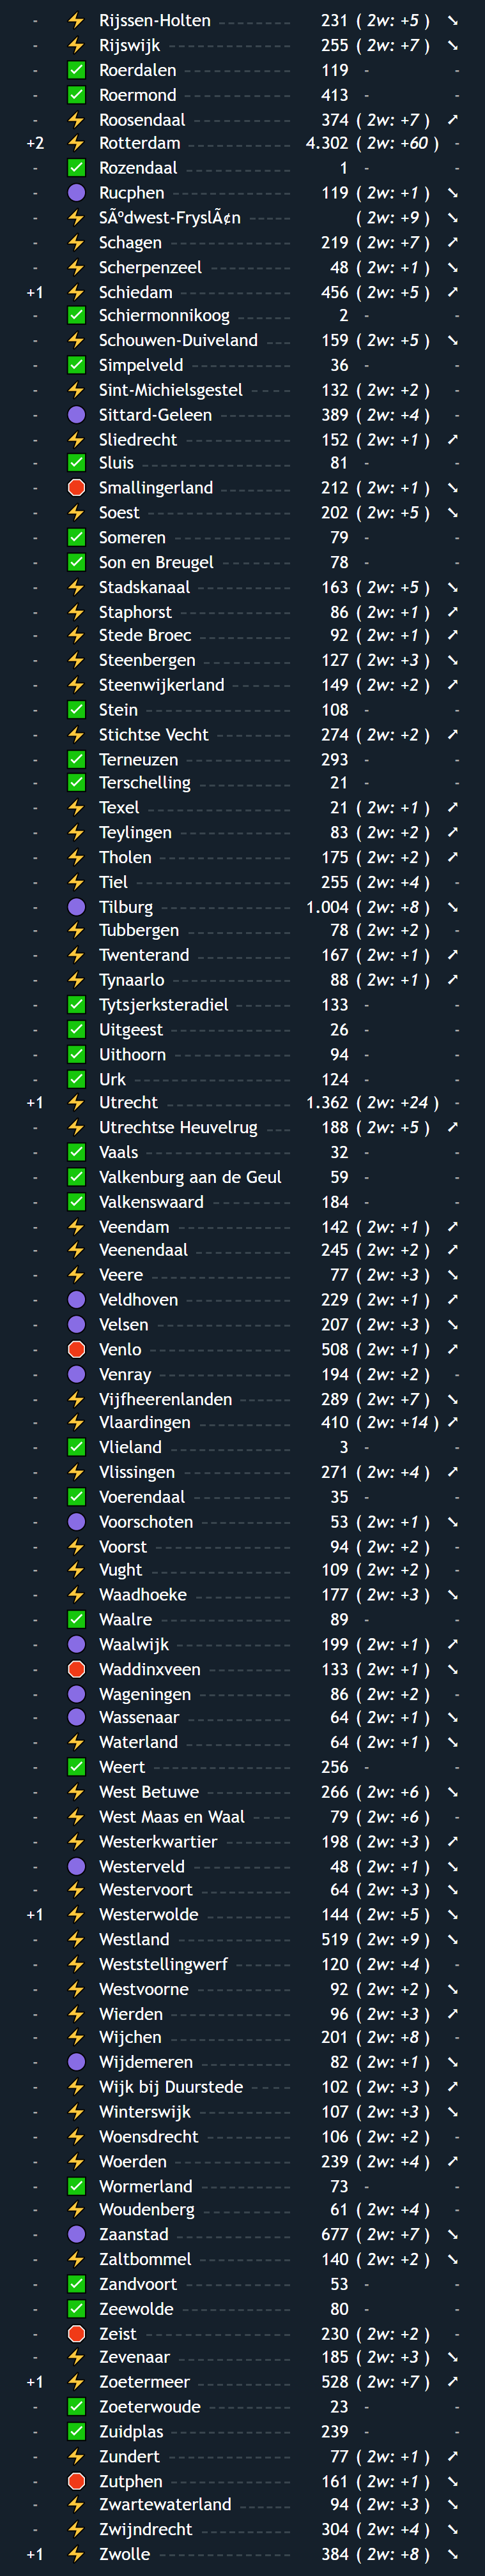 - ⚡ Rijssen-Holten 231 ( 2w: +5 ) ↘
- ⚡ Rijswijk 255 ( 2w: +7 ) ↘
- ✅ Roerdalen 119 - -
- ✅ Roermond 413 - -
- ⚡ Roosendaal 374 ( 2w: +7 ) ↗
+2 ⚡ Rotterdam 4.302 ( 2w: +60 ) -
- ✅ Rozendaal 1 - -
- 🟣 Rucphen 119 ( 2w: +1 ) ↘
- ⚡ SÃºdwest-FryslÃ¢n ( 2w: +9 ) ↘
- ⚡ Schagen 219 ( 2w: +7 ) ↗
- ⚡ Scherpenzeel 48 ( 2w: +1 ) ↘
+1 ⚡ Schiedam 456 ( 2w: +5 ) ↗
- ✅ Schiermonnikoog 2 - -
- ⚡ Schouwen-Duiveland 159 ( 2w: +5 ) ↘
- ✅ Simpelveld 36 - -
- ⚡ Sint-Michielsgestel 132 ( 2w: +2 ) -
- 🟣 Sittard-Geleen 389 ( 2w: +4 ) -
- ⚡ Sliedrecht 152 ( 2w: +1 ) ↗
- ✅ Sluis 81 - -
- 🛑 Smallingerland 212 ( 2w: +1 ) ↘
- ⚡ Soest 202 ( 2w: +5 ) ↘
- ✅ Someren 79 - -
- ✅ Son en Breugel 78 - -
- ⚡ Stadskanaal 163 ( 2w: +5 ) ↘
- ⚡ Staphorst 86 ( 2w: +1 ) ↗
- ⚡ Stede Broec 92 ( 2w: +1 ) ↗
- ⚡ Steenbergen 127 ( 2w: +3 ) ↘
- ⚡ Steenwijkerland 149 ( 2w: +2 ) ↗
- ✅ Stein 108 - -
- ⚡ Stichtse Vecht 274 ( 2w: +2 ) ↗
- ✅ Terneuzen 293 - -
- ✅ Terschelling 21 - -
- ⚡ Texel 21 ( 2w: +1 ) ↗
- ⚡ Teylingen 83 ( 2w: +2 ) ↗
- ⚡ Tholen 175 ( 2w: +2 ) ↗
- ⚡ Tiel 255 ( 2w: +4 ) -
- 🟣 Tilburg 1.004 ( 2w: +8 ) ↘
- ⚡ Tubbergen 78 ( 2w: +2 ) -
- ⚡ Twenterand 167 ( 2w: +1 ) ↗
- ⚡ Tynaarlo 88 ( 2w: +1 ) ↗
- ✅ Tytsjerksteradiel 133 - -
- ✅ Uitgeest 26 - -
- ✅ Uithoorn 94 - -
- ✅ Urk 124 - -
+1 ⚡ Utrecht 1.362 ( 2w: +24 ) -
- ⚡ Utrechtse Heuvelrug 188 ( 2w: +5 ) ↗
- ✅ Vaals 32 - -
- ✅ Valkenburg aan de Geul 59 - -
- ✅ Valkenswaard 184 - -
- ⚡ Veendam 142 ( 2w: +1 ) ↗
- ⚡ Veenendaal 245 ( 2w: +2 ) ↗
- ⚡ Veere 77 ( 2w: +3 ) ↘
- 🟣 Veldhoven 229 ( 2w: +1 ) ↗
- 🟣 Velsen 207 ( 2w: +3 ) ↘
- 🛑 Venlo 508 ( 2w: +1 ) ↗
- 🟣 Venray 194 ( 2w: +2 ) -
- ⚡ Vijfheerenlanden 289 ( 2w: +7 ) ↘
- ⚡ Vlaardingen 410 ( 2w: +14 ) ↗
- ✅ Vlieland 3 - -
- ⚡ Vlissingen 271 ( 2w: +4 ) ↗
- ✅ Voerendaal 35 - -
- 🟣 Voorschoten 53 ( 2w: +1 ) ↘
- ⚡ Voorst 94 ( 2w: +2 ) -
- ⚡ Vught 109 ( 2w: +2 ) -
- ⚡ Waadhoeke 177 ( 2w: +3 ) ↘
- ✅ Waalre 89 - -
- 🟣 Waalwijk 199 ( 2w: +1 ) ↗
- 🛑 Waddinxveen 133 ( 2w: +1 ) ↘
- 🟣 Wageningen 86 ( 2w: +2 ) -
- 🟣 Wassenaar 64 ( 2w: +1 ) ↘
- ⚡ Waterland 64 ( 2w: +1 ) ↘
- ✅ Weert 256 - -
- ⚡ West Betuwe 266 ( 2w: +6 ) ↘
- ⚡ West Maas en Waal 79 ( 2w: +6 ) -
- ⚡ Westerkwartier 198 ( 2w: +3 ) ↗
- 🟣 Westerveld 48 ( 2w: +1 ) ↘
- ⚡ Westervoort 64 ( 2w: +3 ) ↘
+1 ⚡ Westerwolde 144 ( 2w: +5 ) ↘
- ⚡ Westland 519 ( 2w: +9 ) ↘
- ⚡ Weststellingwerf 120 ( 2w: +4 ) -
- ⚡ Westvoorne 92 ( 2w: +2 ) ↘
- ⚡ Wierden 96 ( 2w: +3 ) ↗
- ⚡ Wijchen 201 ( 2w: +8 ) -
- 🟣 Wijdemeren 82 ( 2w: +1 ) ↘
- ⚡ Wijk bij Duurstede 102 ( 2w: +3 ) ↗
- ⚡ Winterswijk 107 ( 2w: +3 ) ↘
- ⚡ Woensdrecht 106 ( 2w: +2 ) -
- ⚡ Woerden 239 ( 2w: +4 ) ↗
- ✅ Wormerland 73 - -
- ⚡ Woudenberg 61 ( 2w: +4 ) -
- 🟣 Zaanstad 677 ( 2w: +7 ) ↘
- ⚡ Zaltbommel 140 ( 2w: +2 ) ↘
- ✅ Zandvoort 53 - -
- ✅ Zeewolde 80 - -
- 🛑 Zeist 230 ( 2w: +2 ) -
- ⚡ Zevenaar 185 ( 2w: +3 ) ↘
+1 ⚡ Zoetermeer 528 ( 2w: +7 ) ↗
- ✅ Zoeterwoude 23 - -
- ✅ Zuidplas 239 - -
- ⚡ Zundert 77 ( 2w: +1 ) ↗
- 🛑 Zutphen 161 ( 2w: +1 ) ↘
- ⚡ Zwartewaterland 94 ( 2w: +3 ) ↘
- ⚡ Zwijndrecht 304 ( 2w: +4 ) ↘
+1 ⚡ Zwolle 384 ( 2w: +8 ) ↘